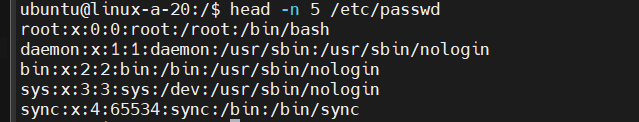 ubuntu@linux-a-20:/$ head -n 5 /etc/passwd
root:x:0:0:root:/root:/bin/bash
daemon:x:1:1:daemon:/usr/sbin:/usr/sbin/nologin
bin:x:2:2:bin:/bin:/usr/sbin/nologin
sys:x:3:3:sys:/dev:/usr/sbin/nologin
sync:x:4:65534:sync:/bin:/bin/sync